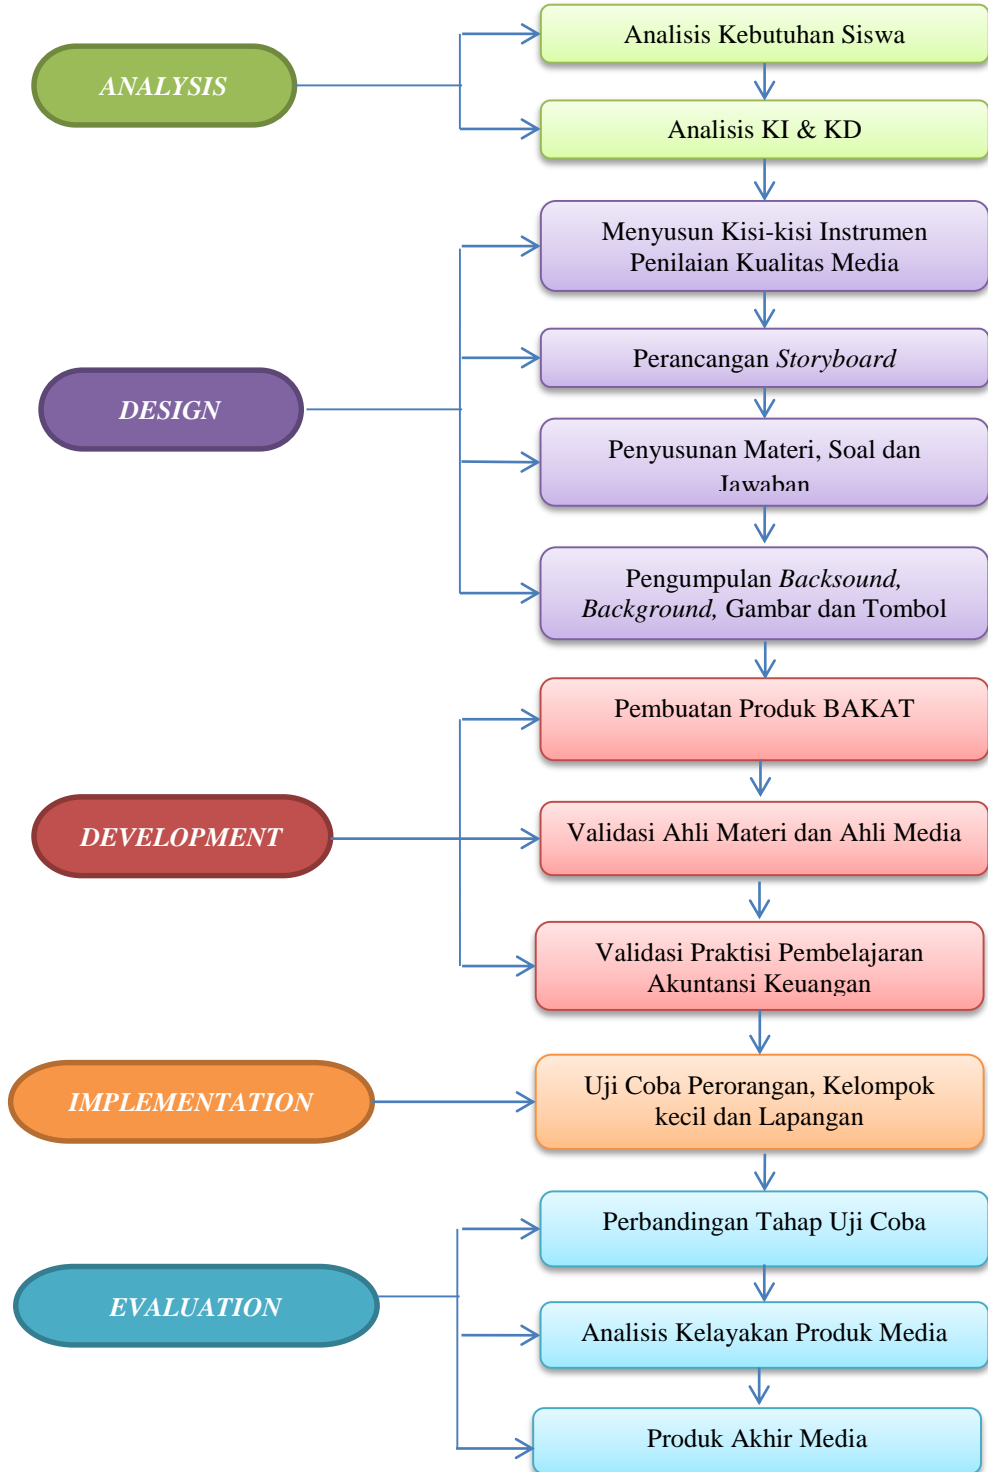 ANALYSIS
Analisis Kebutuhan Siswa
Analisis KI & KD
DESIGN
Menyusun Kisi-kisi Instrumen
Penilaian Kualitas Media
Perancangan Storyboard
Penyusunan Materi, Soal dan
Jawaban
Pengumpulan Backsound,
Background, Gambar dan Tombol
DEVELOPMENT
Pembuatan Produk BAKAT
Validasi Ahli Materi dan Ahli Media
Validasi Praktisi Pembelajaran
Akuntansi Keuangan
IMPLEMENTATION
Uji Coba Perorangan, Kelompok
kecil dan Lapangan
EVALUATION
Perbandingan Tahap Uji Coba
Analisis Kelayakan Produk Media
Produk Akhir Media